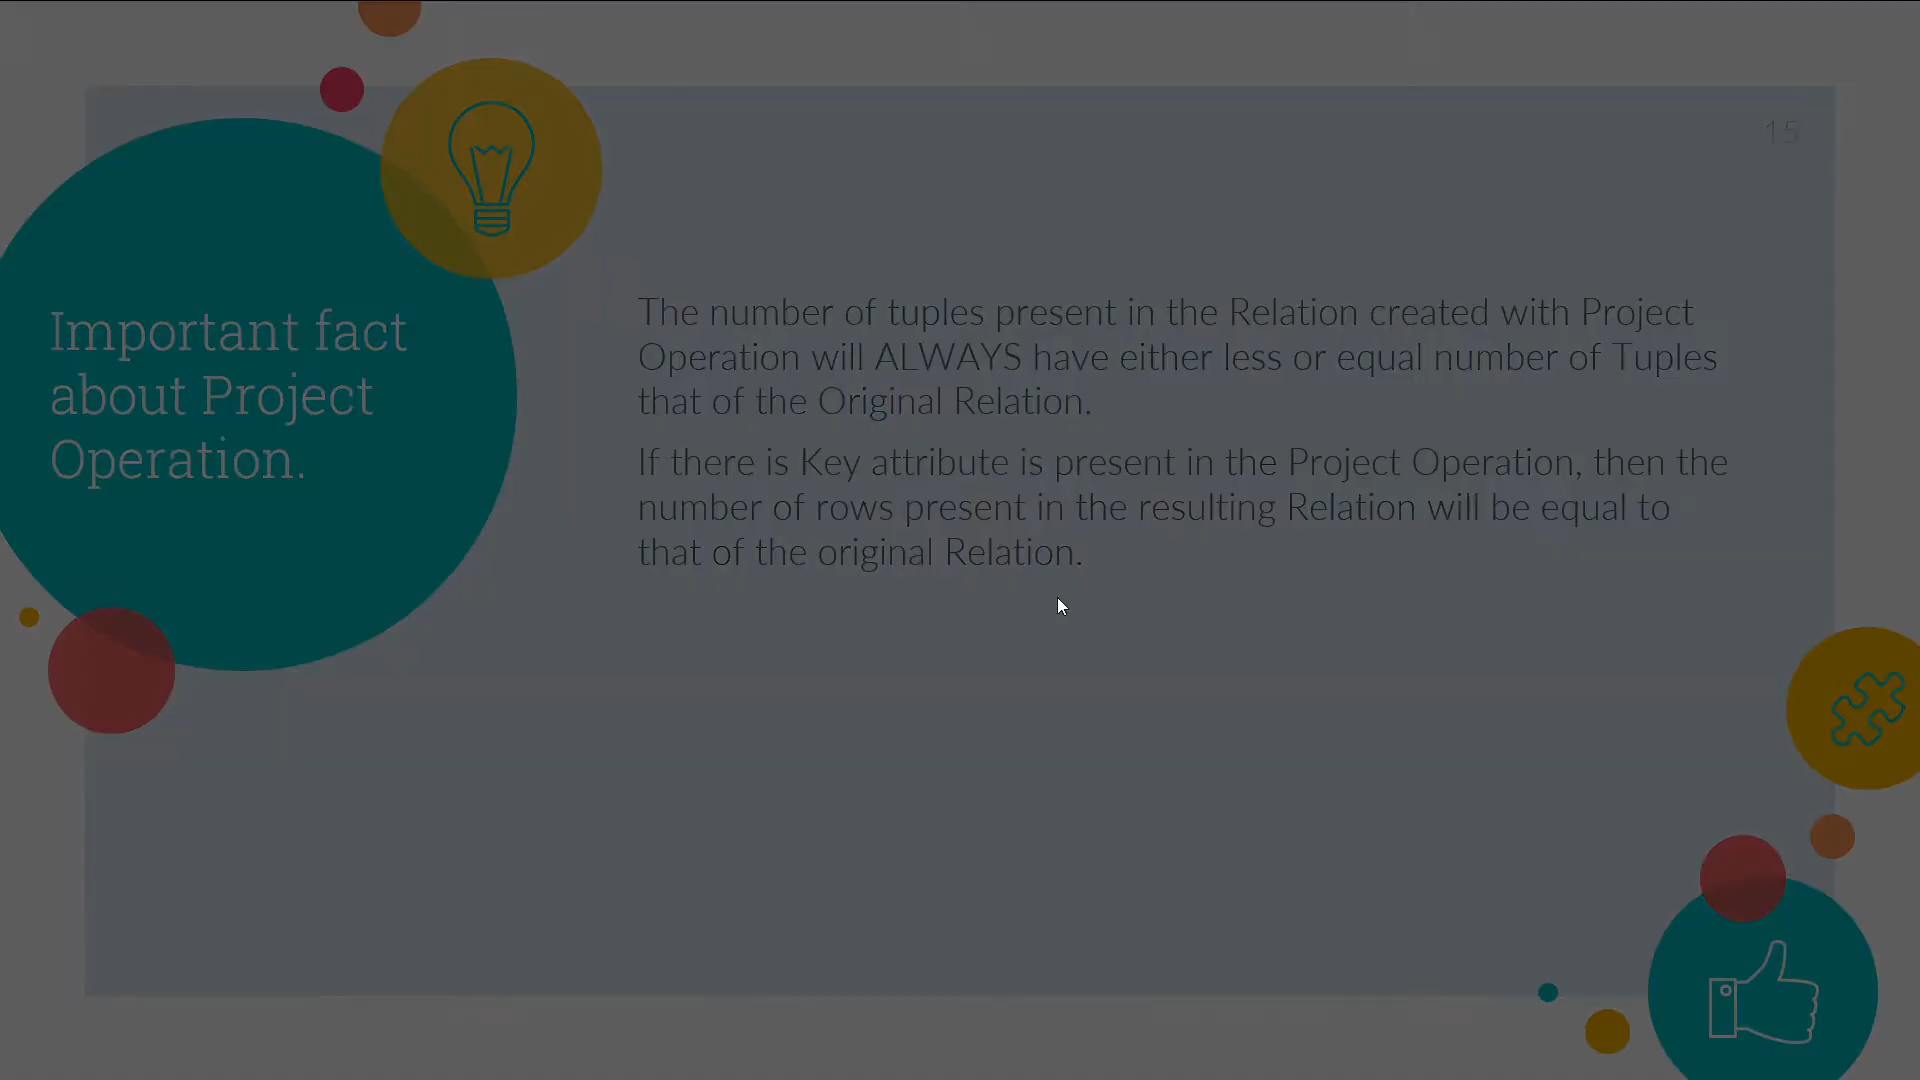 15
Important fact
about Project
Operation.
The number of tuples present in the Relation created with Project
Operation will ALWAYS have either less or equal number of Tuples
that of the Original Relation.
If there is Key attribute is present in the Project Operation, then the
number of rows present in the resulting Relation will be equal to
that of the original Relation.